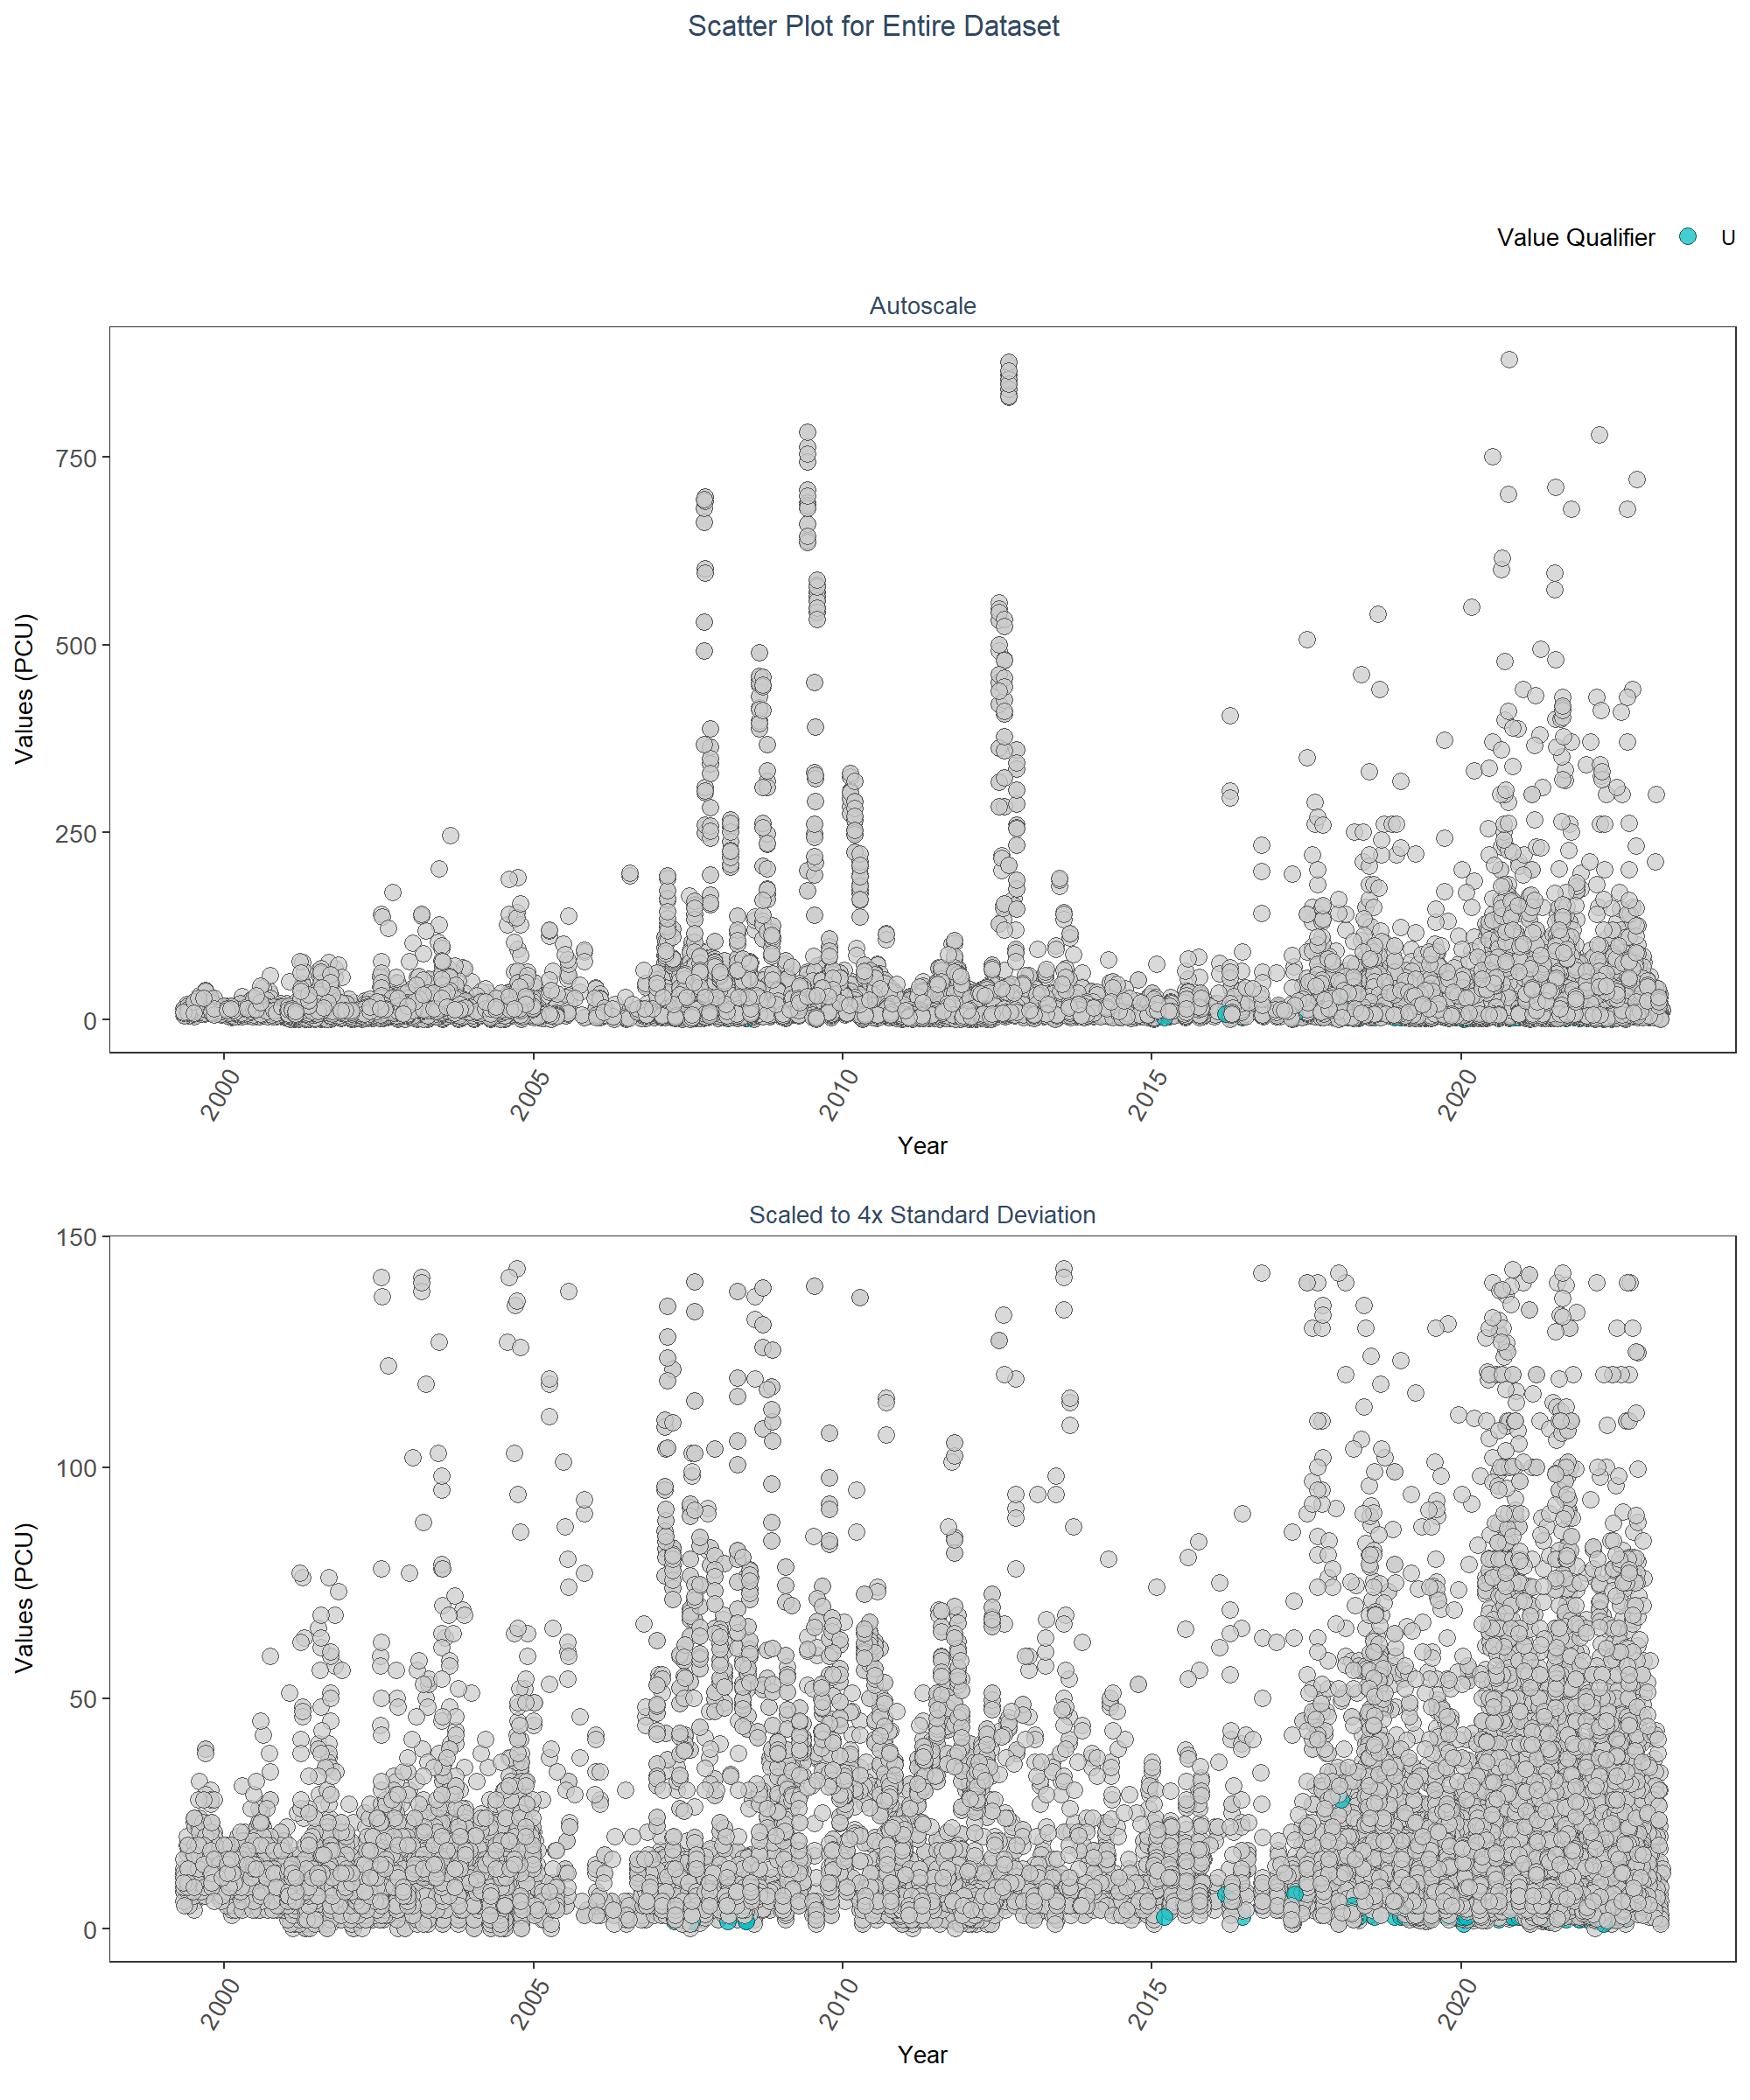 Scatter Plot for Entire Dataset
Value Qualifier U
Autoscale
Values (PCU)
750
500
250
0
2000 2005 2010 2015 2020
Year
Scaled to 4x Standard Deviation
Values (PCU)
150
100
50
0
2000 2005 2010 2015 2020
Year